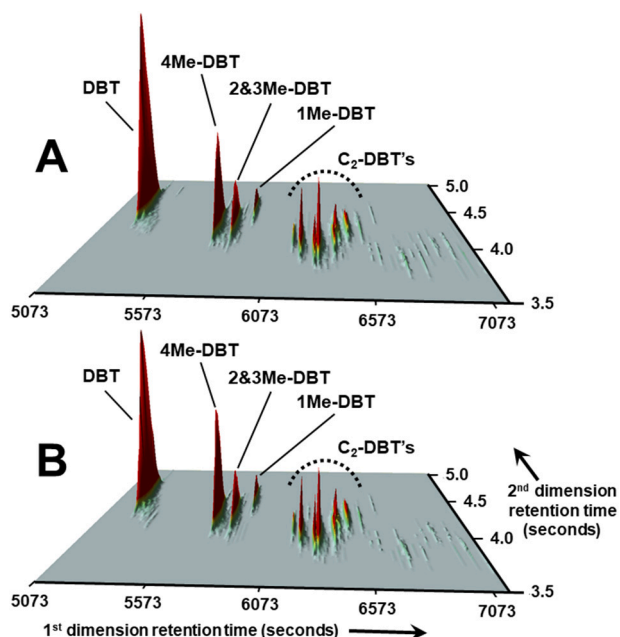 4Me-DBT
DBT
2&3Me-DBT
1Me-DBT
A
C2-DBT's
5.0
4.5
4.0
3.5
5073
5573
6073
6573
7073
4Me-DBT
DBT
2&3Me-DBT
1Me-DBT
B
C2-DBT's
5.0
4.5
4.0
3.5
2nd dimension
retention time
(seconds)
5073
5573
6073
6573
7073
1st dimension retention time (seconds)